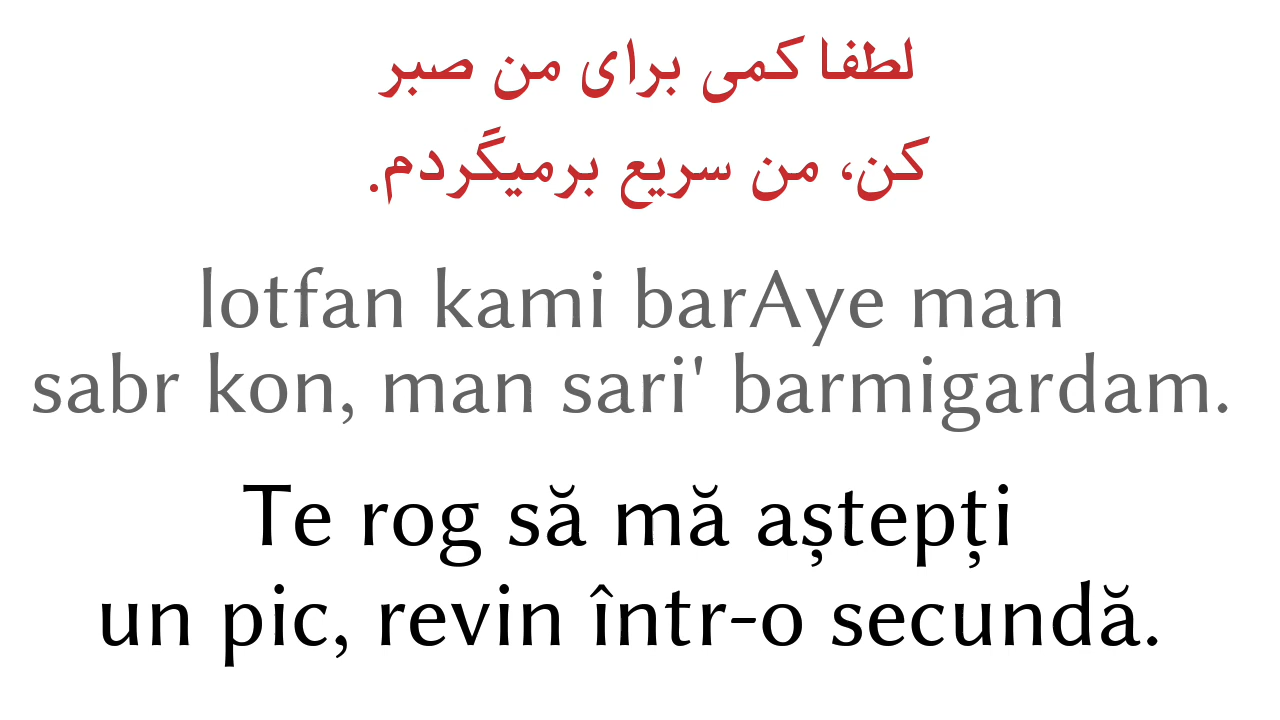 لطفا کمی برای من صبر
کن، من سریع برمیگردم.
lotfan kami barAye man
sabr kon, man sari' barmigardam.
Te rog să mă aștepți
un pic, revin într-o secundă.